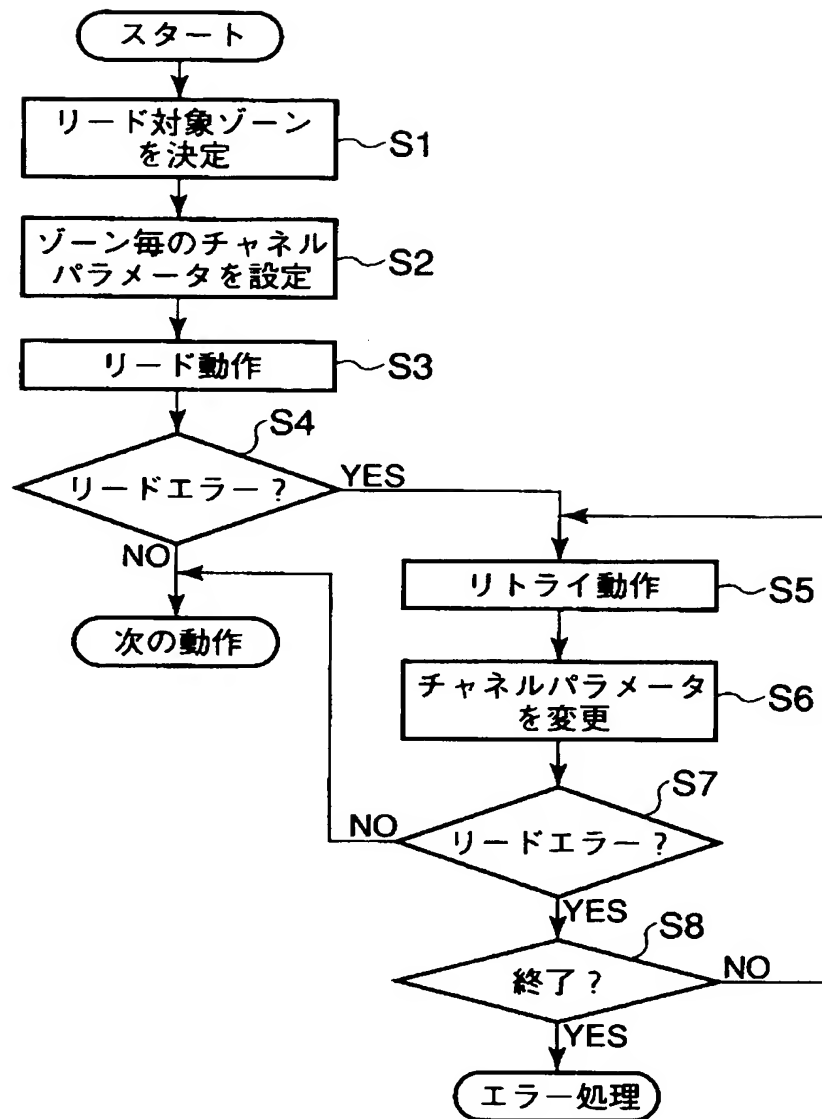 スタート
リード対象ゾーン
を決定
S1
ゾーン毎のチャネル
パラメータを設定
S2
リード動作
S3
S4
リードエラー?
YES
NO
次の動作
リトライ動作
S5
チャネルパラメータ
を変更
S6
S7
リードエラー?
NO
YES
S8
終了?
NO
YES
エラー処理